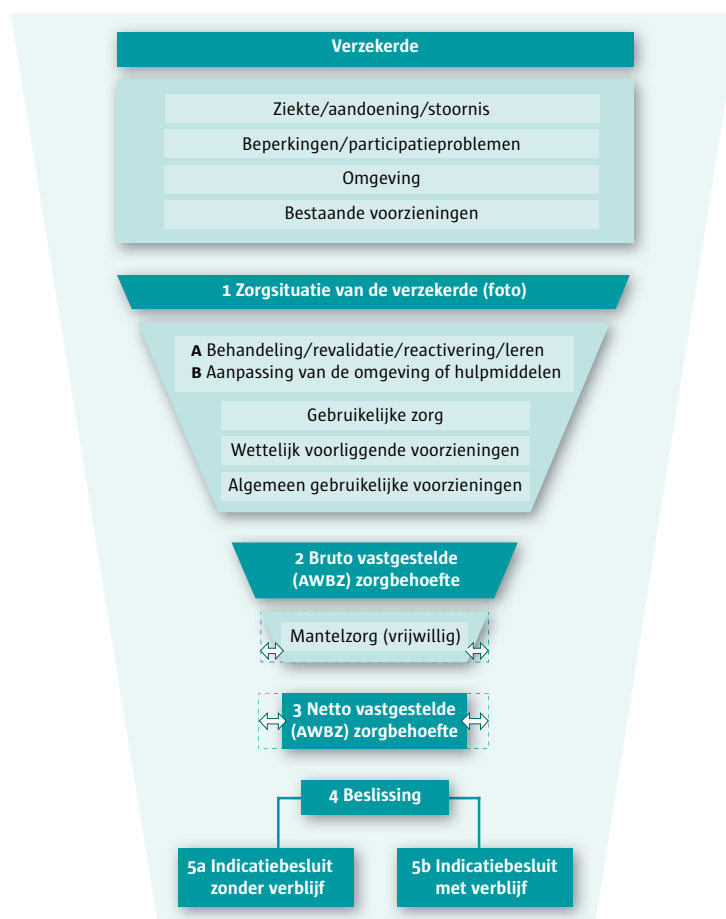 Verzekerde
Ziekte/aandoening/stoornis
Beperkingen/participatieproblemen
Omgeving
Bestaande voorzieningen
1 Zorgsituatie van de verzekerde (foto)
A Behandeling/revalidatie/reactivering/leren
B Aanpassing van de omgeving of hulpmiddelen
Gebruikelijke zorg
Wettelijk voorliggende voorzieningen
Algemeen gebruikelijke voorzieningen
2 Bruto vastgestelde
(AWBZ) zorgbehoefte
Mantelzorg (vrijwillig)
3 Netto vastgestelde
(AWBZ) zorgbehoefte
4 Beslissing
5a Indicatiebesluit
zonder verblijf
5b Indicatiebesluit
met verblijf